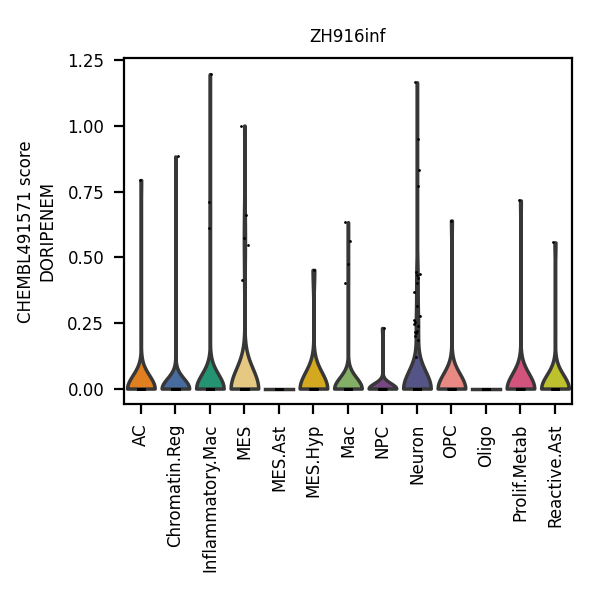 ZH916inf
CHEMBL491571 score
DORIPENEM
1.25
1.00
0.75
0.50
0.25
0.00
AC
Chromatin.Reg
Inflammatory.Mac
MES
MES.Ast
MES.Hyp
Mac
NPC
Neuron
OPC
Oligo
Prolif.Metab
Reactive.Ast